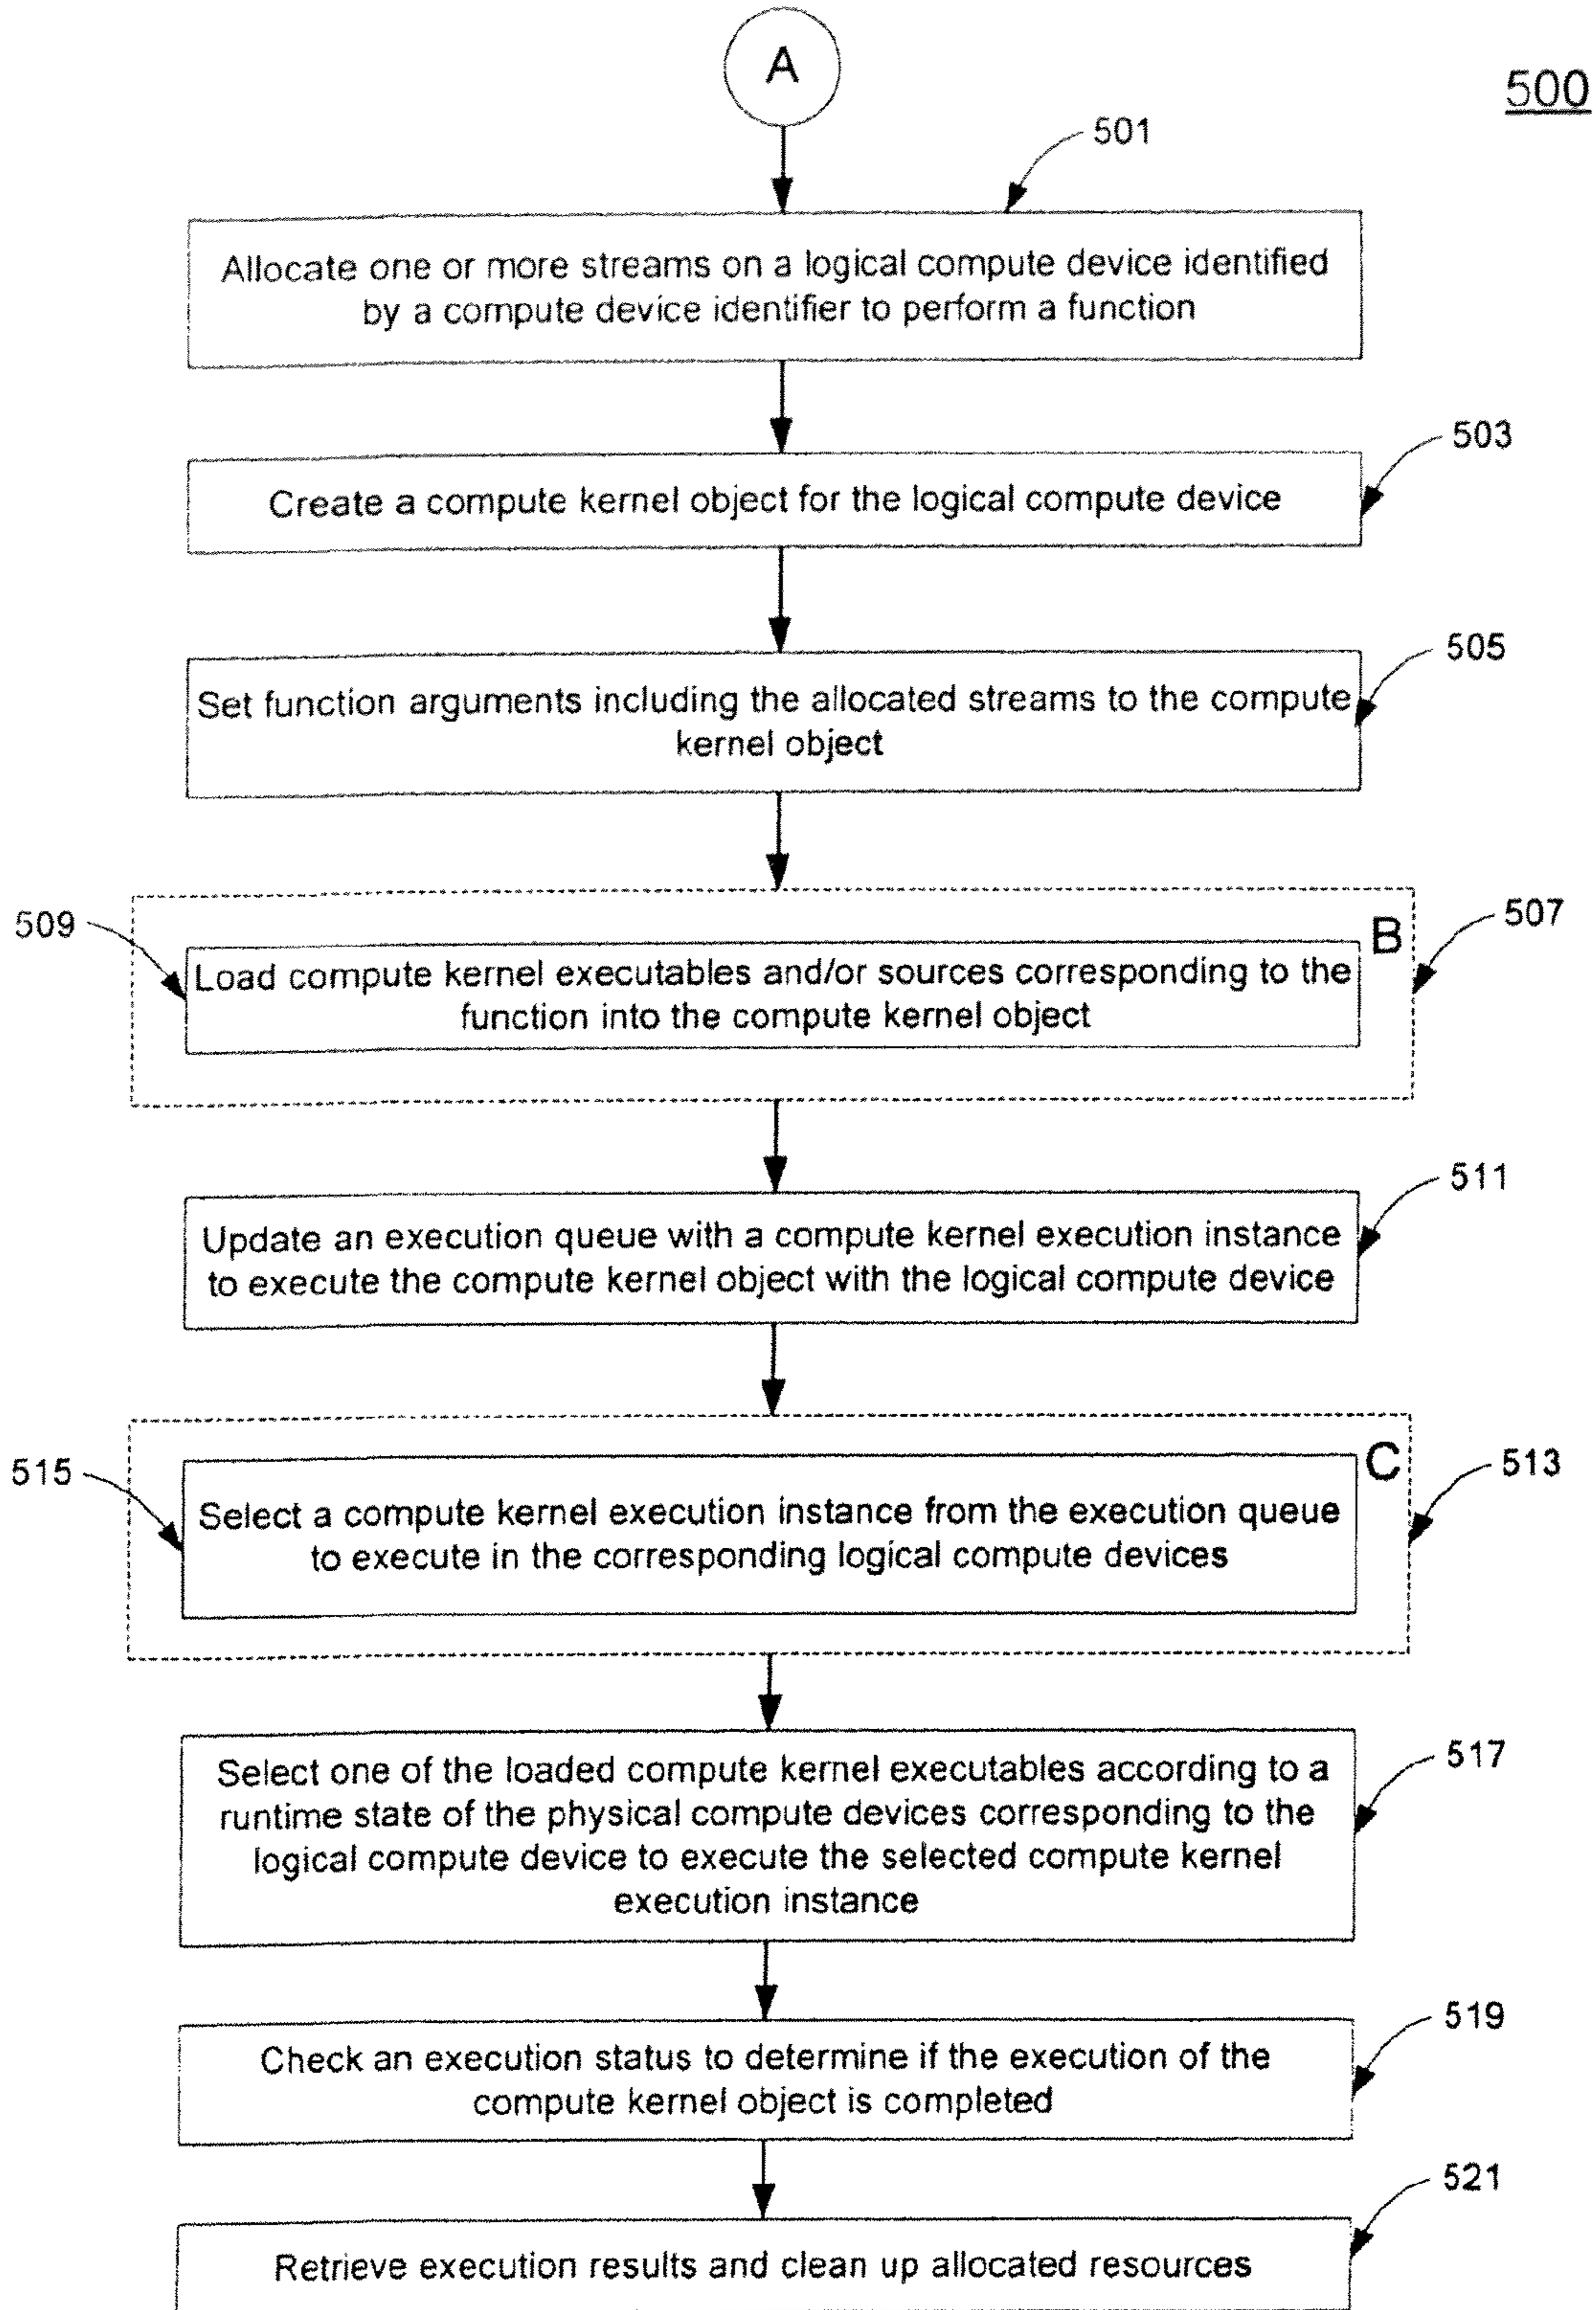 A
500
501
Allocate one or more streams on a logical compute device identified
by a compute device identifier to perform a function
503
Create a compute kernel object for the logical compute device
505
Set function arguments including the allocated streams to the compute
kernel object
509
B
507
Load compute kernel executables and/or sources corresponding to the
function into the compute kernel object
511
Update an execution queue with a compute kernel execution instance
to execute the compute kernel object with the logical compute device
515
C
513
Select a compute kernel execution instance from the execution queue
to execute in the corresponding logical compute devices
517
Select one of the loaded compute kernel executables according to a
runtime state of the physical compute devices corresponding to the
logical compute device to execute the selected compute kernel
execution instance
519
Check an execution status to determine if the execution of the
compute kernel object is completed
521
Retrieve execution results and clean up allocated resources